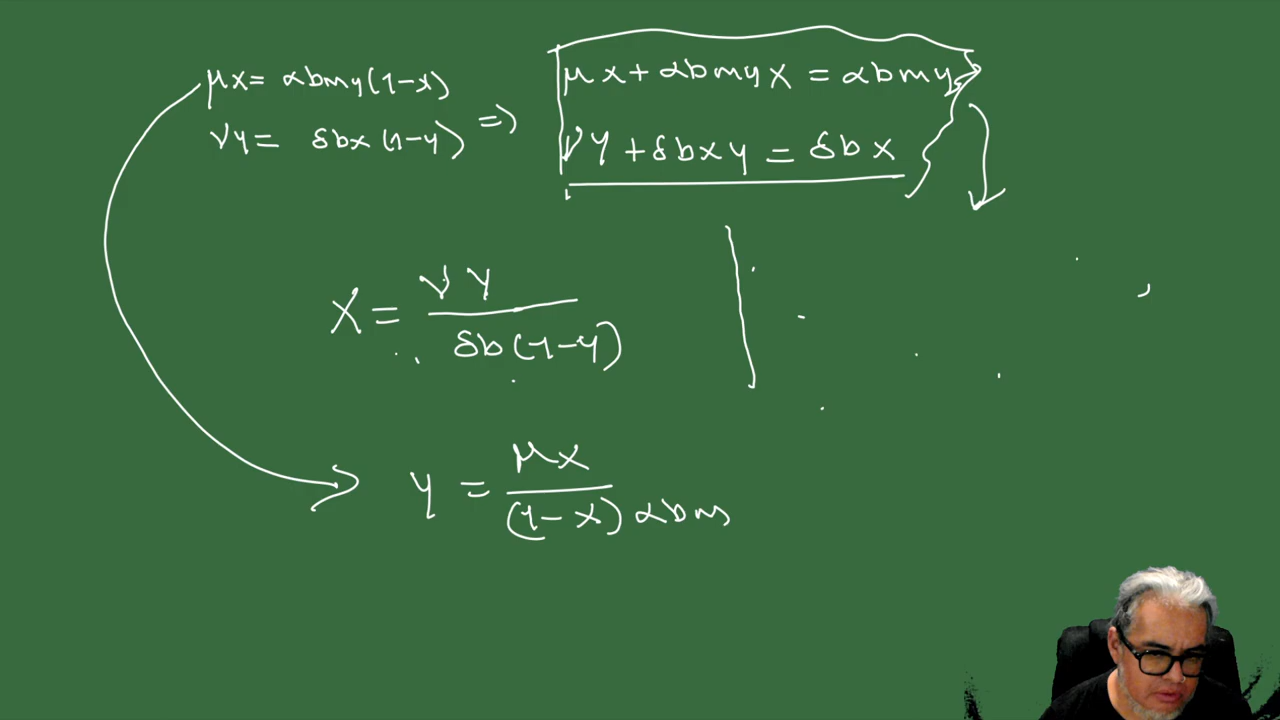 μx = αbmy(1-x)
νy = δbx(1-y) =>
μx + αbmyx = αbmy
νy + δbxy = δbx
x = νy / δb(1-y)
y = μx / (1-x)αbm